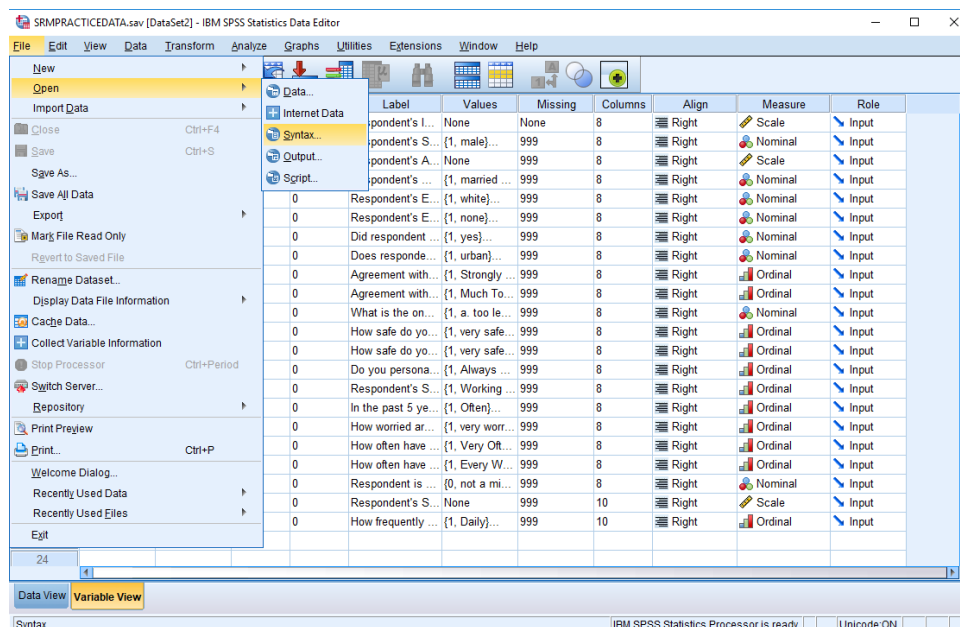 SRMPRACTICEDATA.sav [DataSet2] - IBM SPSS Statistics Data Editor
File Edit View Data Transform Analyze Graphs Utilities Extensions Window Help
New
Open
Import Data
Close Ctrl+F4
Save Ctrl+S
Save As...
Save All Data
Export
Mark File Read Only
Revert to Saved File
Rename Dataset...
Display Data File Information
Cache Data...
Collect Variable Information
Stop Processor Ctrl+Period
Switch Server...
Repository
Print Preview
Print... Ctrl+P
Welcome Dialog...
Recently Used Data
Recently Used Files
Exit
Data...
Internet Data
Syntax...
Output...
Script...
Label Values Missing Columns Align Measure Role
spondent's I... None None 8 Right Scale Input
spondent's S... {1, male}... 999 8 Right Nominal Input
spondent's A... None 999 8 Right Scale Input
spondent's ... {1, married ... 999 8 Right Nominal Input
0 Respondent's E... {1, white}... 999 8 Right Nominal Input
0 Respondent's E... {1, none}... 999 8 Right Nominal Input
0 Did respondent ... {1, yes}... 999 8 Right Nominal Input
0 Does responde... {1, urban}... 999 8 Right Nominal Input
0 Agreement with... {1, Strongly ... 999 8 Right Ordinal Input
0 Agreement with... {1, Much To... 999 8 Right Ordinal Input
0 What is the on... {1, a. too le... 999 8 Right Nominal Input
0 How safe do yo... {1, very safe... 999 8 Right Ordinal Input
0 How safe do yo... {1, very safe... 999 8 Right Ordinal Input
0 Do you persona... {1, Always ... 999 8 Right Ordinal Input
0 Respondent's S... {1, Working ... 999 8 Right Ordinal Input
0 In the past 5 ye... {1, Often}... 999 8 Right Ordinal Input
0 How worried ar... {1, very worr... 999 8 Right Ordinal Input
0 How often have ... {1, Very Oft... 999 8 Right Ordinal Input
0 How often have ... {1, Every W... 999 8 Right Ordinal Input
0 Respondent is ... {0, not a mi... 999 8 Right Nominal Input
0 Respondent's S... None 999 10 Right Scale Input
0 How frequently ... {1, Daily}... 999 10 Right Ordinal Input
24
Data View Variable View
Syntax... IBM SPSS Statistics Processor is ready Unicode:ON